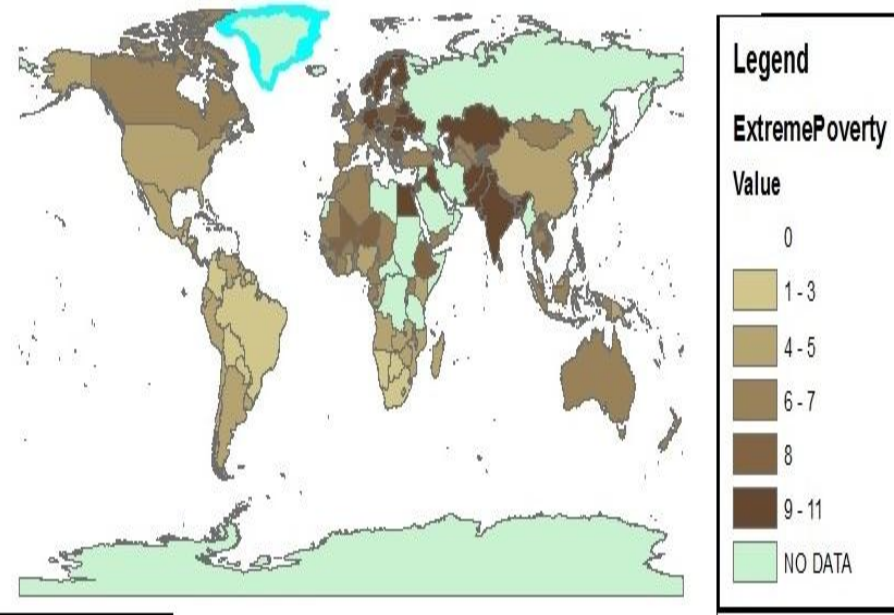 Legend
ExtremePoverty
Value
0
1 - 3
4 - 5
6 - 7
8
9 - 11
NO DATA